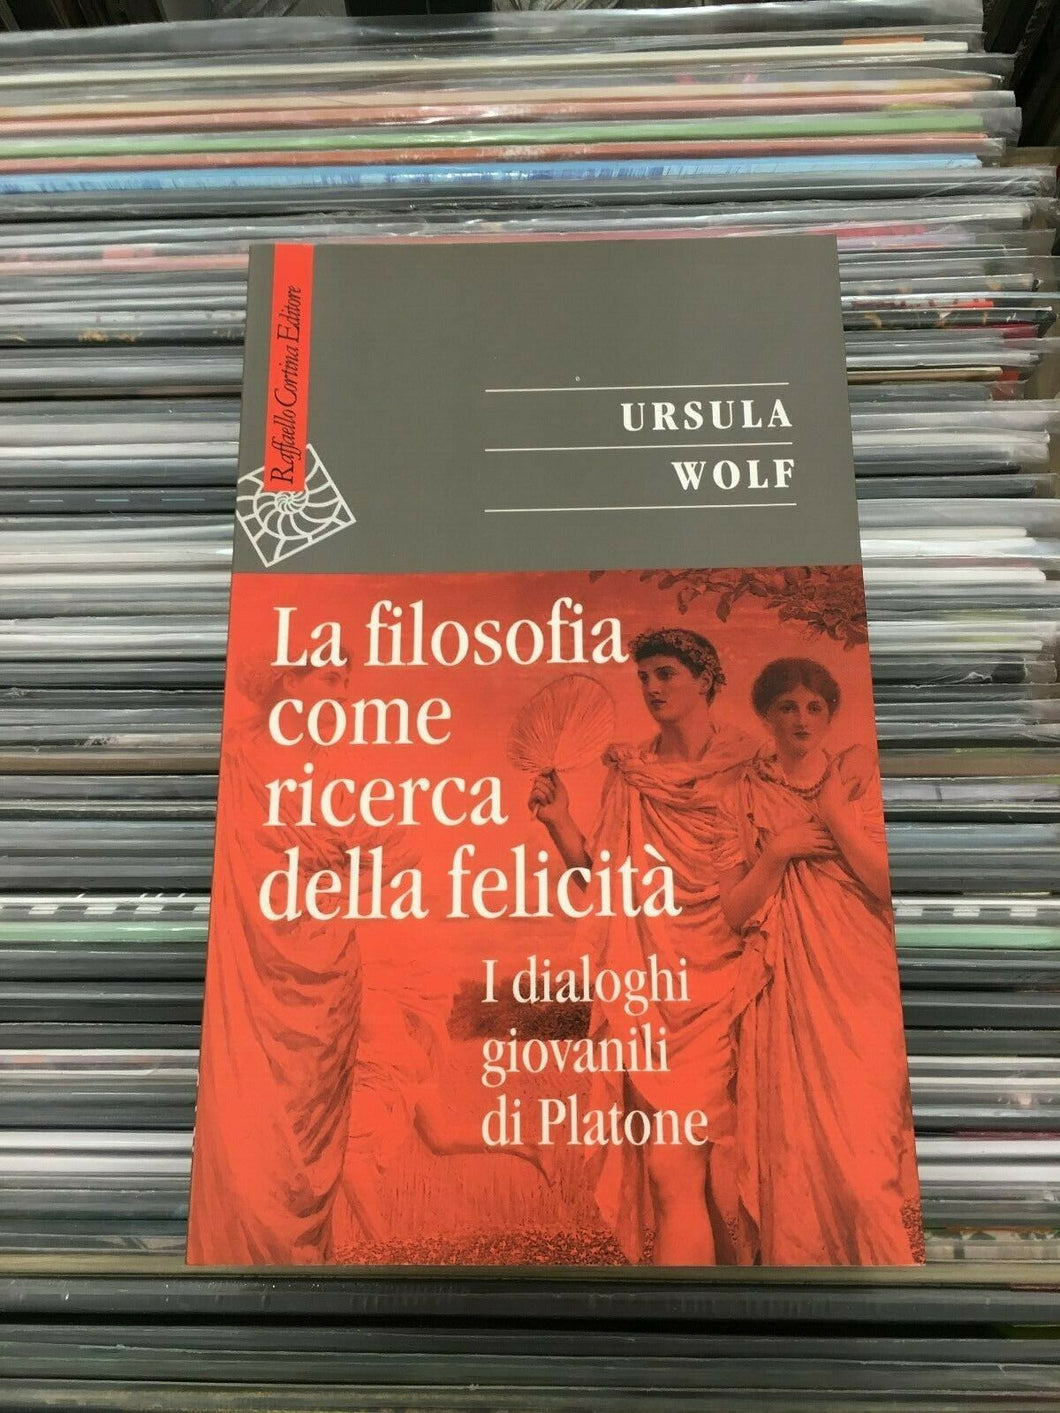 Raffaello Cortina Editore
URSULA
WOLF
La filosofia
come
ricerca
della felicità
I dialoghi
giovanili
di Platone